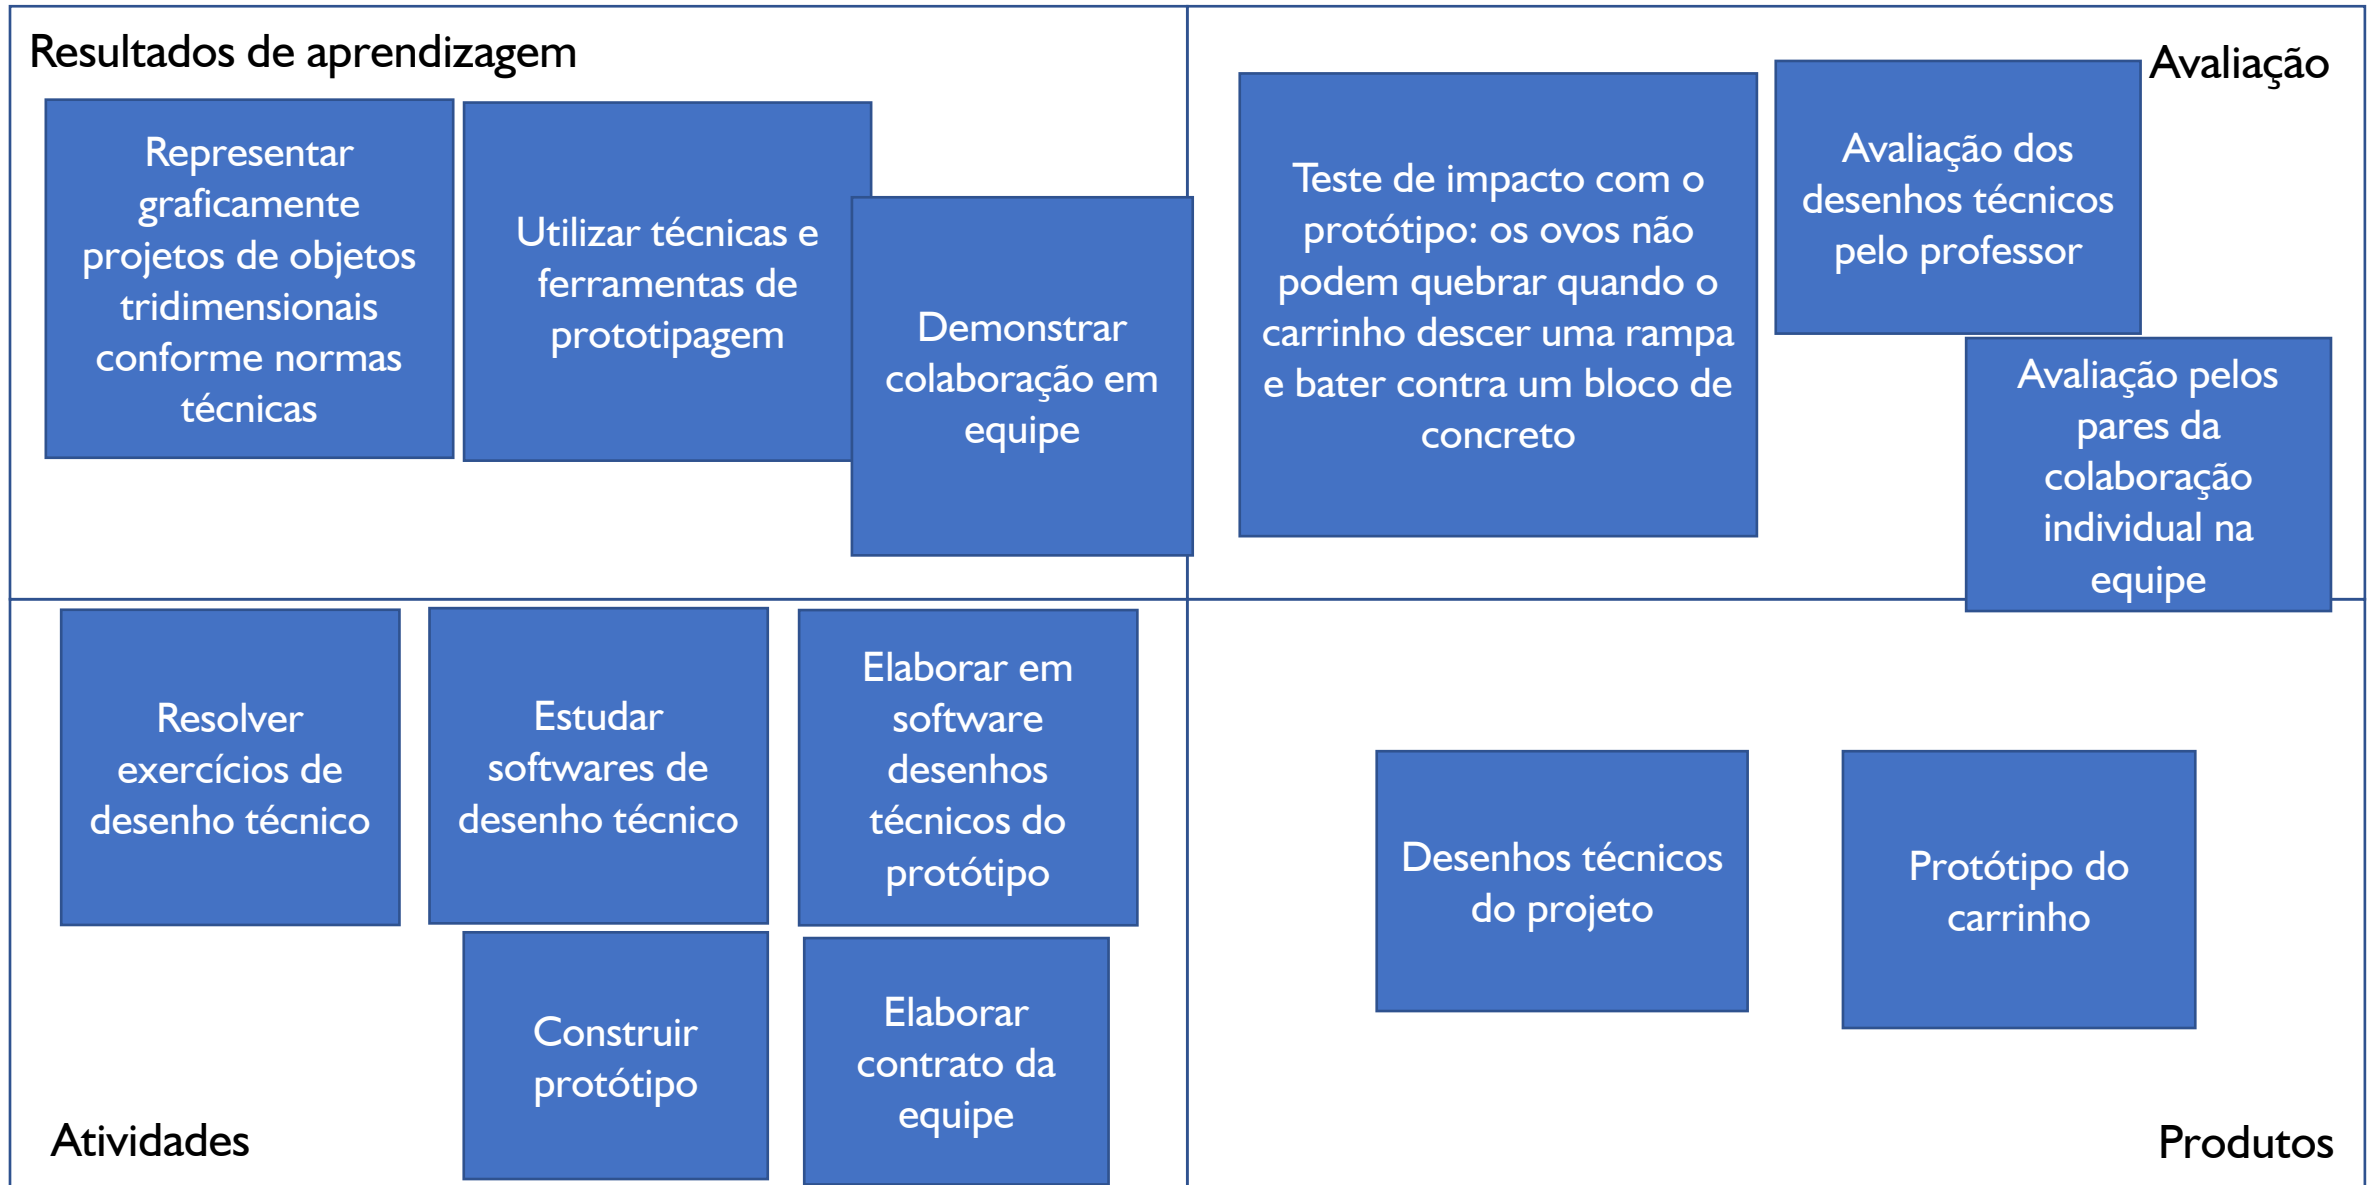 Resultados de aprendizagem
Representar
graficamente
projetos de objetos
tridimensionais
conforme normas
técnicas
Utilizar técnicas e
ferramentas de
prototipagem
Demonstrar
colaboração em
equipe
Avaliação
Teste de impacto com o
protótipo: os ovos não
podem quebrar quando o
carrinho descer uma rampa
e bater contra um bloco de
concreto
Avaliação dos
desenhos técnicos
pelo professor
Avaliação pelos
pares da
colaboração
individual na
equipe
Resolver
exercícios de
desenho técnico
Estudar
softwares de
desenho técnico
Elaborar em
software
desenhos
técnicos do
protótipo
Construir
protótipo
Elaborar
contrato da
equipe
Atividades
Desenhos técnicos
do projeto
Protótipo do
carrinho
Produtos